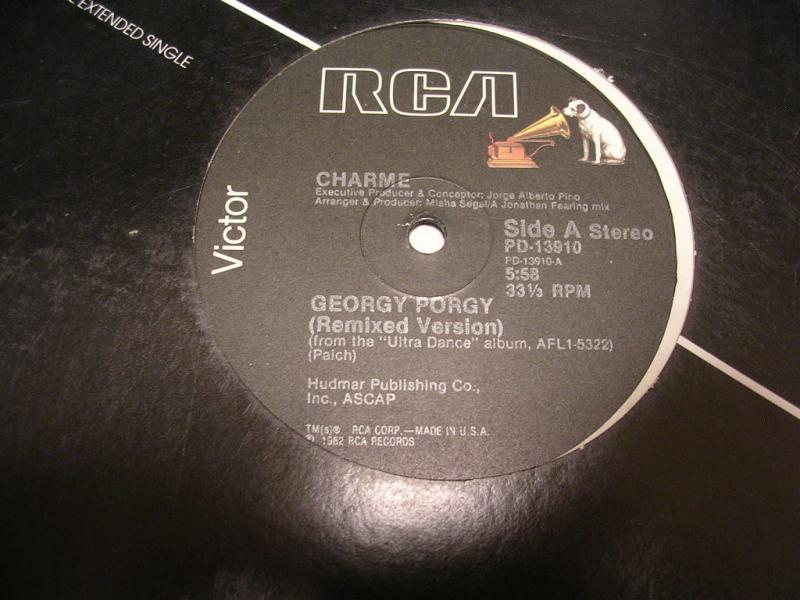 EXTENDED SINGLE
RCA
Victor
CHARME
Executive Producer & Conceptor: Jorge Alberto Pino
Arranger & Producer: Misha Segal/A Jonathan Fearing mix
Side A Stereo
PD-13910
PD-13910-A
5:58
33⅓ RPM
GEORGY PORGY
(Remixed Version)
(from the "Ultra Dance" album, AFL1-5322)
(Paich)
Hudmar Publishing Co.,
Inc., ASCAP
TM(s)® RCA CORP.—MADE IN U.S.A.
℗ 1982 RCA RECORDS